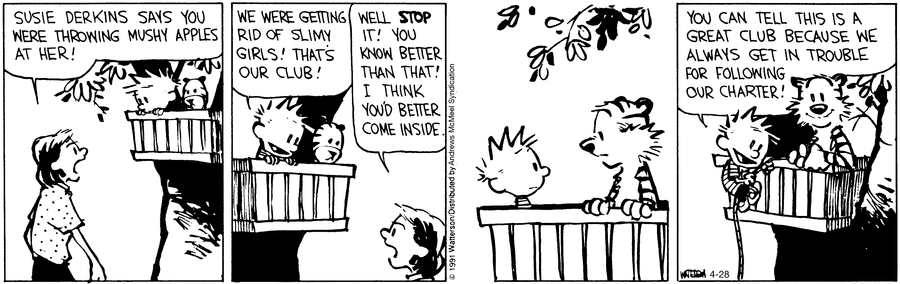 SUSIE DERKINS SAYS YOU
WERE THROWING MUSHY APPLES
AT HER!
WE WERE GETTING
RID OF SLIMY
GIRLS! THAT'S
OUR CLUB!
WELL STOP
IT! YOU
KNOW BETTER
THAN THAT!
I THINK
YOU'D BETTER
COME INSIDE.
© 1991 Watterson/Distributed by Andrews McMeel Syndication
YOU CAN TELL THIS IS A
GREAT CLUB BECAUSE WE
ALWAYS GET IN TROUBLE
FOR FOLLOWING
OUR CHARTER!
WATTERSON 4-28